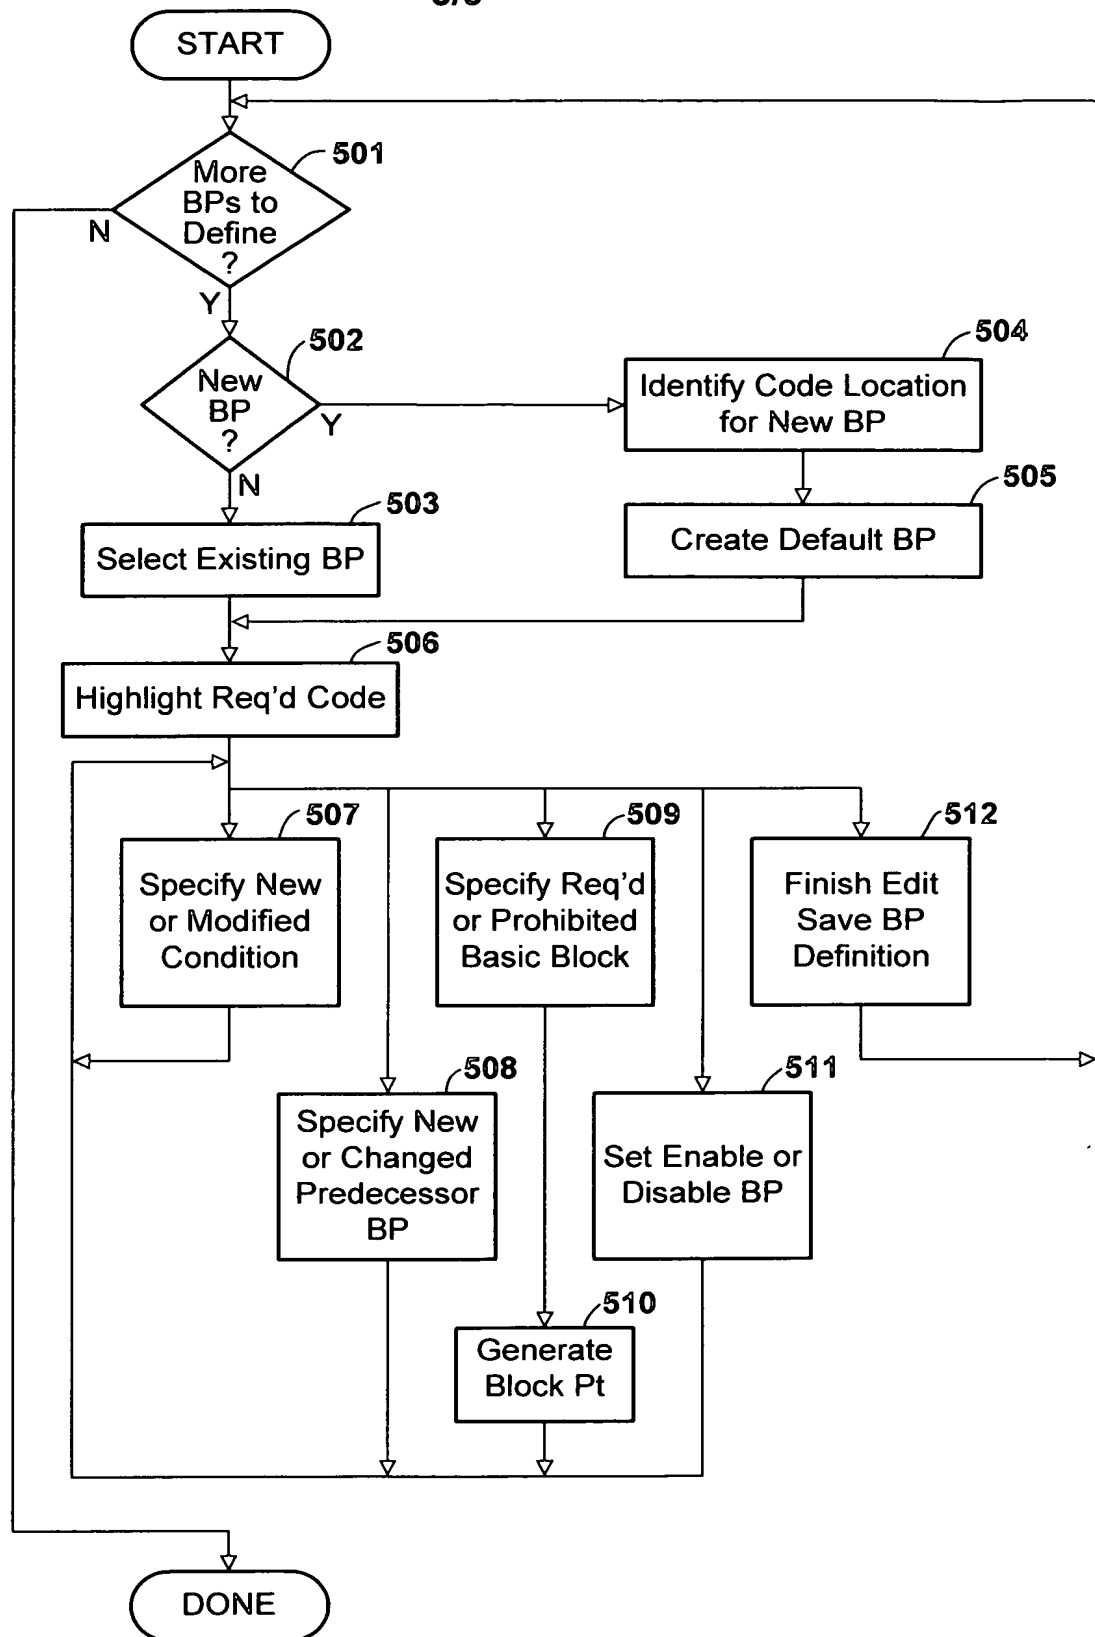 START
501
More
BPs to
Define
?
N
Y
502
New
BP
?
Y
N
504
Identify Code Location
for New BP
505
Create Default BP
503
Select Existing BP
506
Highlight Req'd Code
507
Specify New
or Modified
Condition
509
Specify Req'd
or Prohibited
Basic Block
512
Finish Edit
Save BP
Definition
508
Specify New
or Changed
Predecessor
BP
511
Set Enable or
Disable BP
510
Generate
Block Pt
DONE